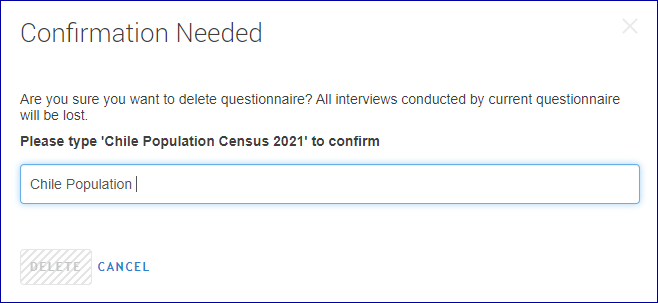 Confirmation Needed
Are you sure you want to delete questionnaire? All interviews conducted by current questionnaire
will be lost.
Please type 'Chile Population Census 2021' to confirm
Chile Population
DELETE CANCEL